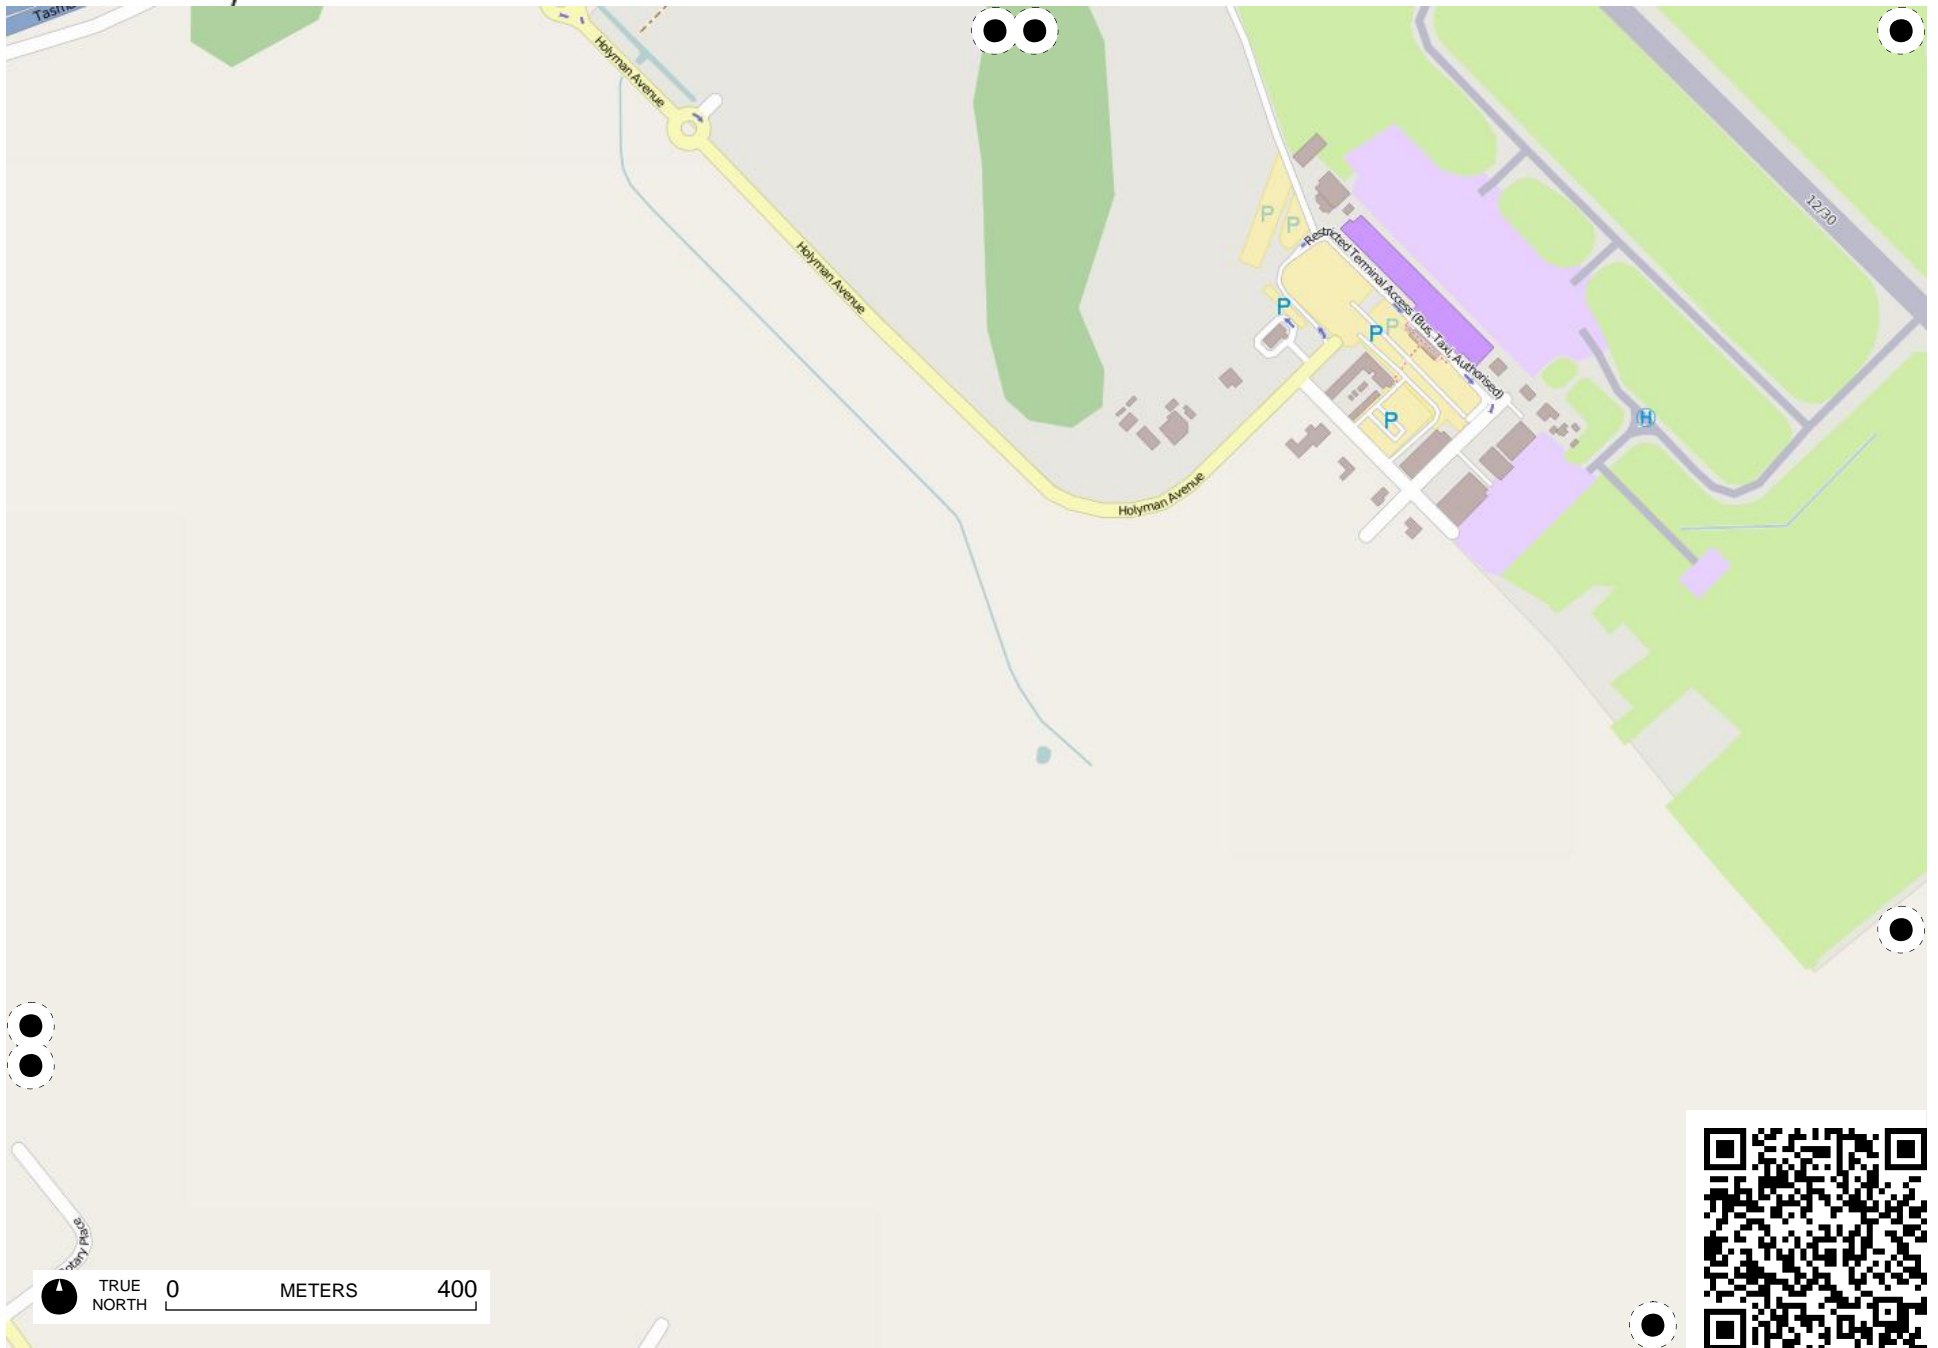 Holyman Avenue
12/30
P
P
Restricted Terminal Access (Bus, Taxi, Authorised)
Holyman Avenue
P
P
P
P
H
Holyman Avenue
TRUE
NORTH
0
METERS
400